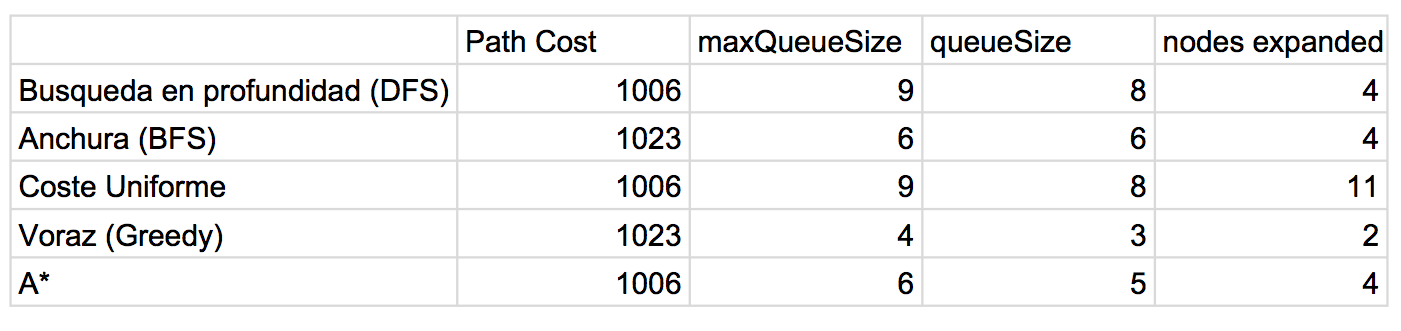 Path Cost maxQueueSize queueSize nodes expanded
Busqueda en profundidad (DFS) 1006 9 8 4
Anchura (BFS) 1023 6 6 4
Coste Uniforme 1006 9 8 11
Voraz (Greedy) 1023 4 3 2
A* 1006 6 5 4